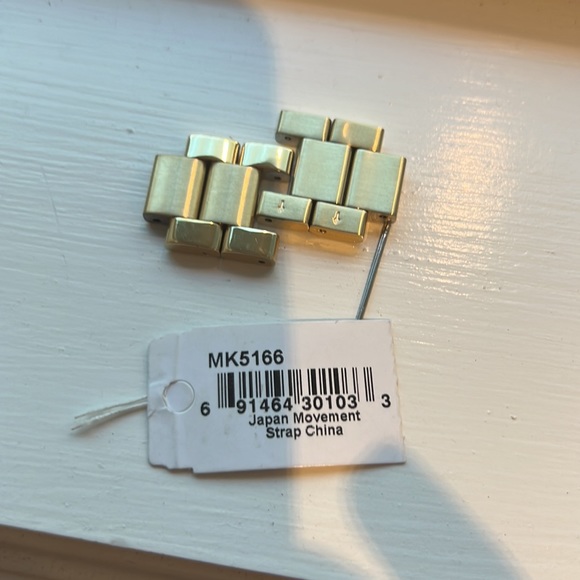 MK5166
6 91464 30103 3
Japan Movement
Strap China